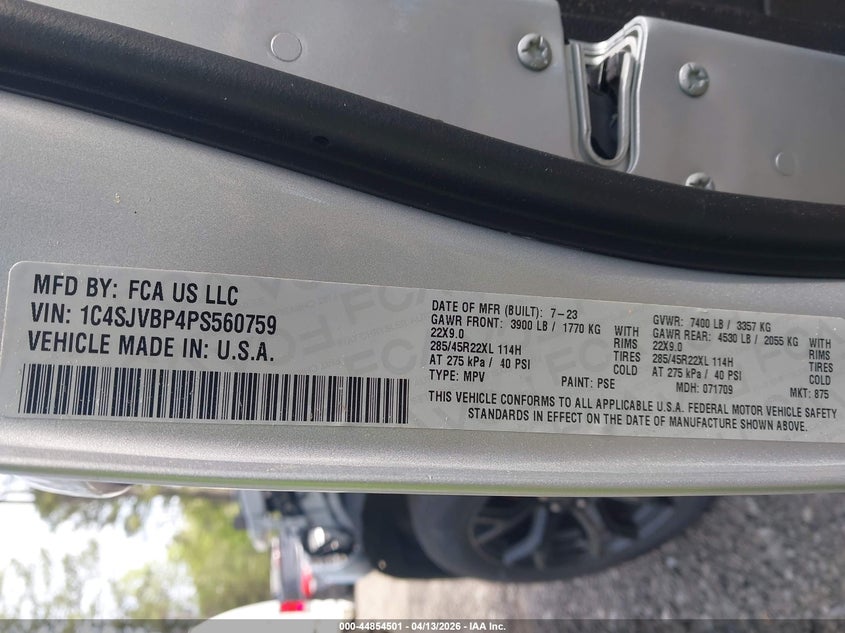 MFD BY: FCA US LLC
VIN: 1C4SJVBP4PS560759
VEHICLE MADE IN: U.S.A.
DATE OF MFR (BUILT): 7-23
GAWR FRONT: 3900 LB / 1770 KG WITH
22X9.0 RIMS
285/45R22XL 114H TIRES
AT 275 kPa / 40 PSI COLD
TYPE: MPV PAINT: PSE
GVWR: 7400 LB / 3357 KG
GAWR REAR: 4530 LB / 2055 KG WITH
22X9.0 RIMS
285/45R22XL 114H TIRES
AT 275 kPa / 40 PSI COLD
MDH: 071709 MKT: 875
THIS VEHICLE CONFORMS TO ALL APPLICABLE U.S.A. FEDERAL MOTOR VEHICLE SAFETY
STANDARDS IN EFFECT ON THE DATE OF MANUFACTURE SHOWN ABOVE.
000-44854501 - 04/13/2026 - IAA Inc.